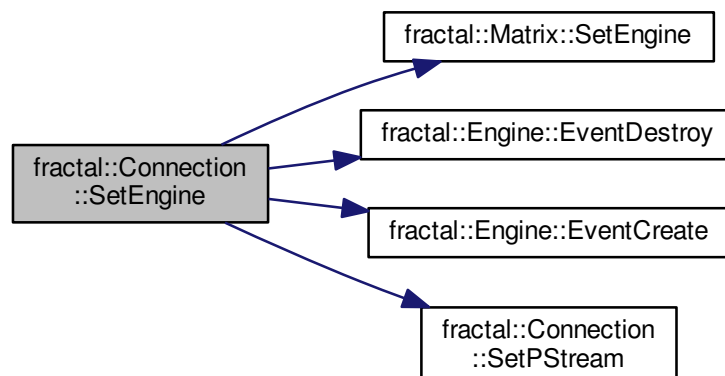 fractal::Matrix::SetEngine
fractal::Engine::EventDestroy
fractal::Connection
::SetEngine
fractal::Engine::EventCreate
fractal::Connection
::SetPStream